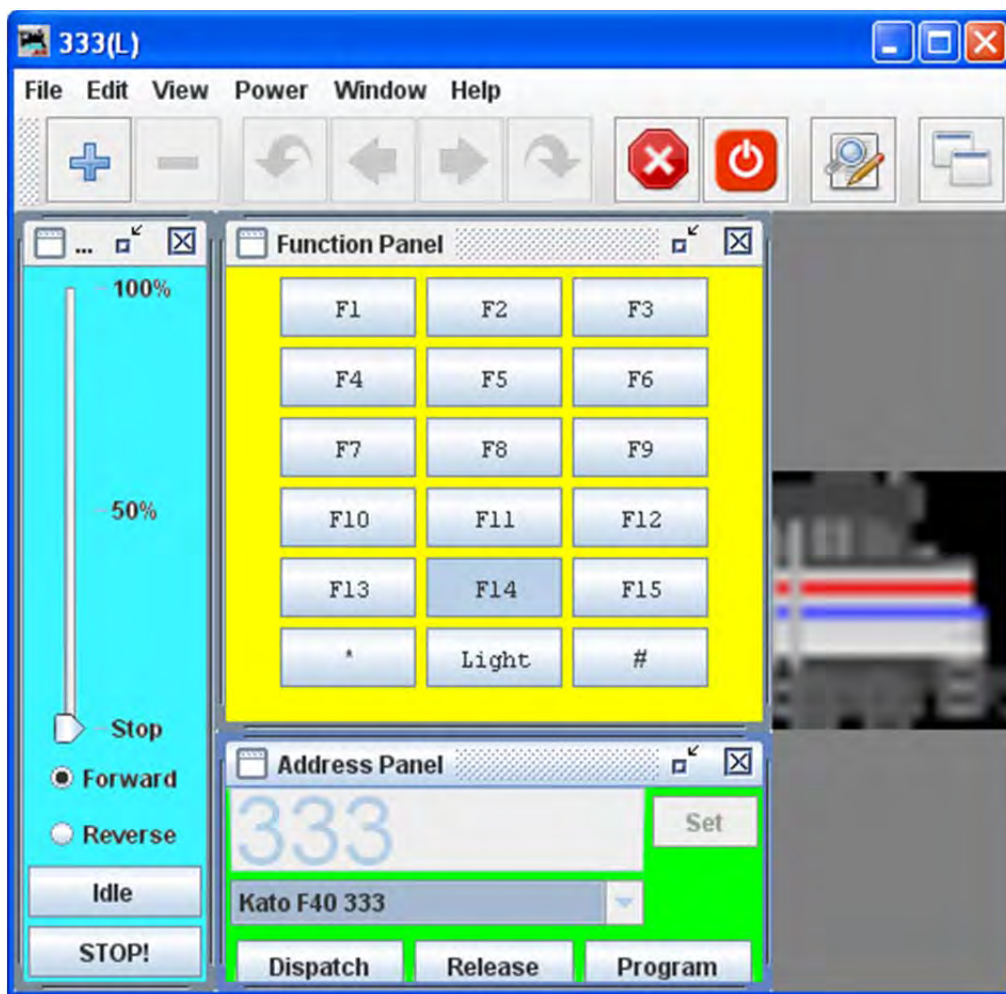 333(L)
File Edit View Power Window Help
...
100%
50%
Stop
Forward
Reverse
Idle
STOP!
Function Panel
F1 F2 F3
F4 F5 F6
F7 F8 F9
F10 F11 F12
F13 F14 F15
* Light #
Address Panel
333 Set
Kato F40 333
Dispatch Release Program